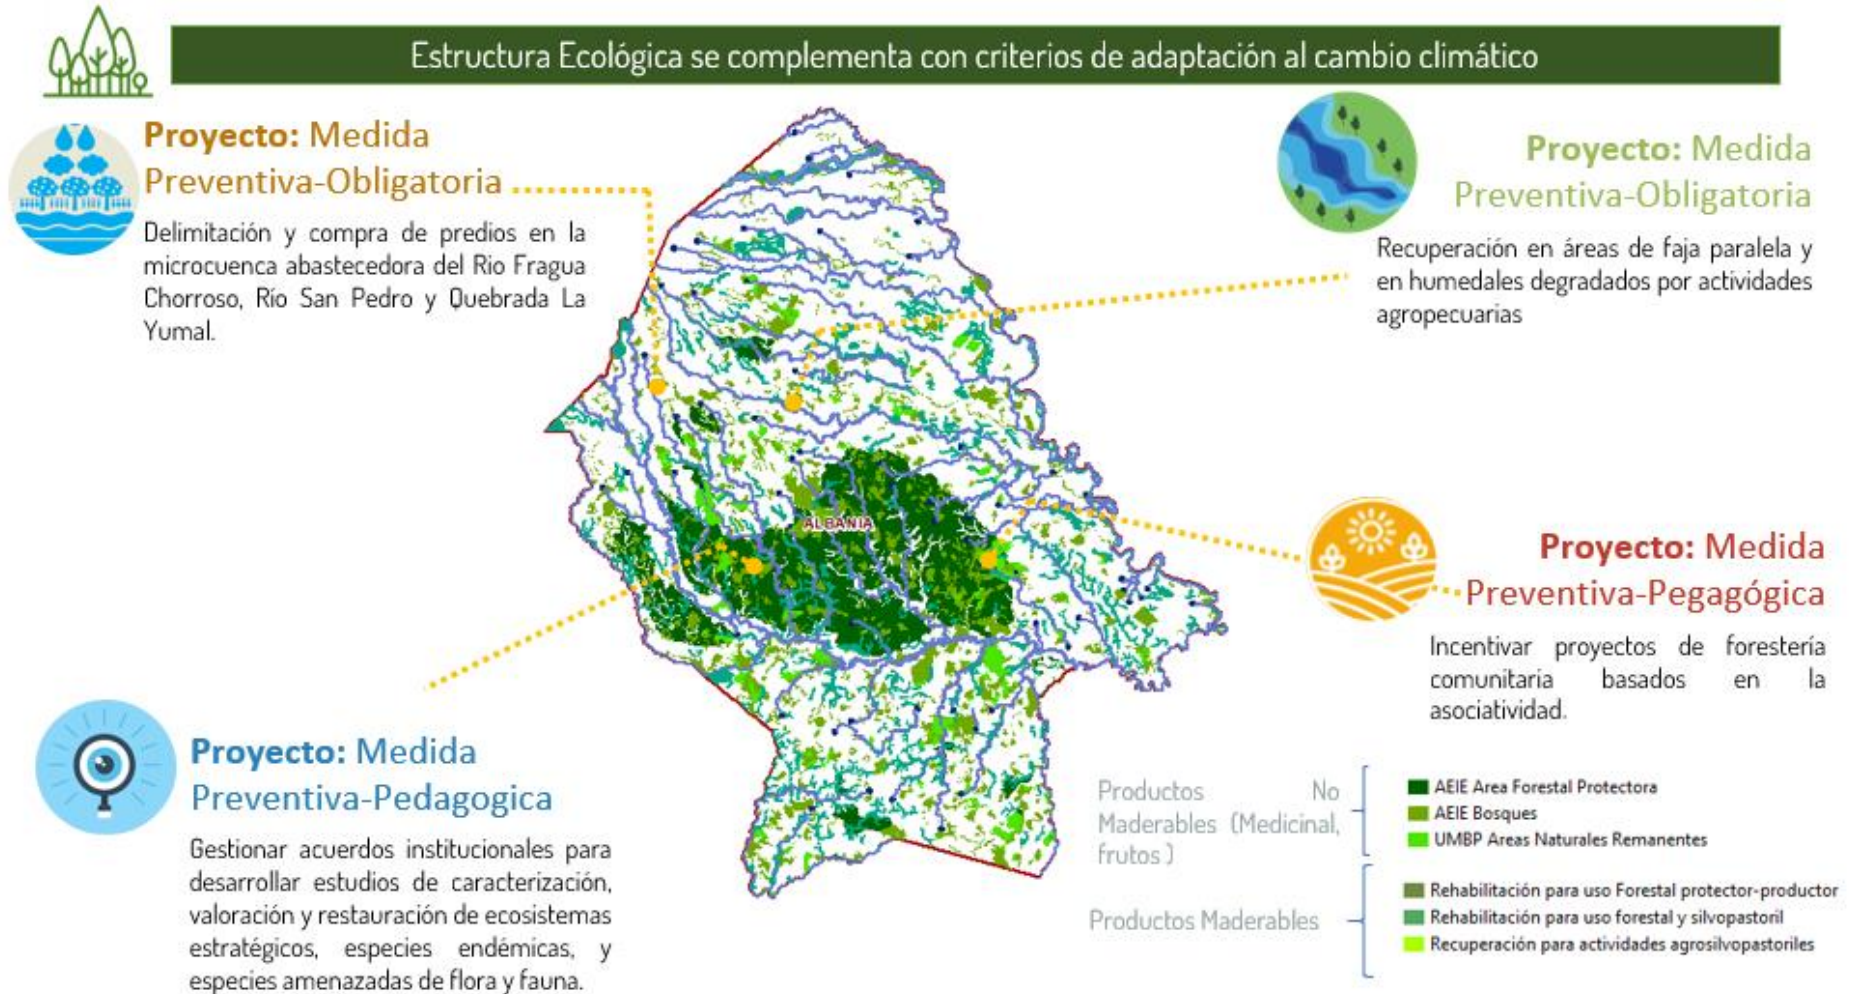 Estructura Ecológica se complementa con criterios de adaptación al cambio climático
Proyecto: Medida
Preventiva-Obligatoria
Delimitación y compra de predios en la
microcuenca abastecedora del Rio Fragua
Chorroso, Río San Pedro y Quebrada La
Yumal.
Proyecto: Medida
Preventiva-Obligatoria
Recuperación en áreas de faja paralela y
en humedales degradados por actividades
agropecuarias
ALBANIA
Proyecto: Medida
Preventiva-Pegagógica
Incentivar proyectos de forestería
comunitaria basados en la
asociatividad.
Proyecto: Medida
Preventiva-Pedagogica
Gestionar acuerdos institucionales para
desarrollar estudios de caracterización,
valoración y restauración de ecosistemas
estratégicos, especies endémicas, y
especies amenazadas de flora y fauna.
Productos No
Maderables (Medicinal,
frutos )
AEIE Area Forestal Protectora
AEIE Bosques
UMBP Areas Naturales Remanentes
Productos Maderables
Rehabilitación para uso Forestal protector-productor
Rehabilitación para uso forestal y silvopastoril
Recuperación para actividades agrosilvopastoriles